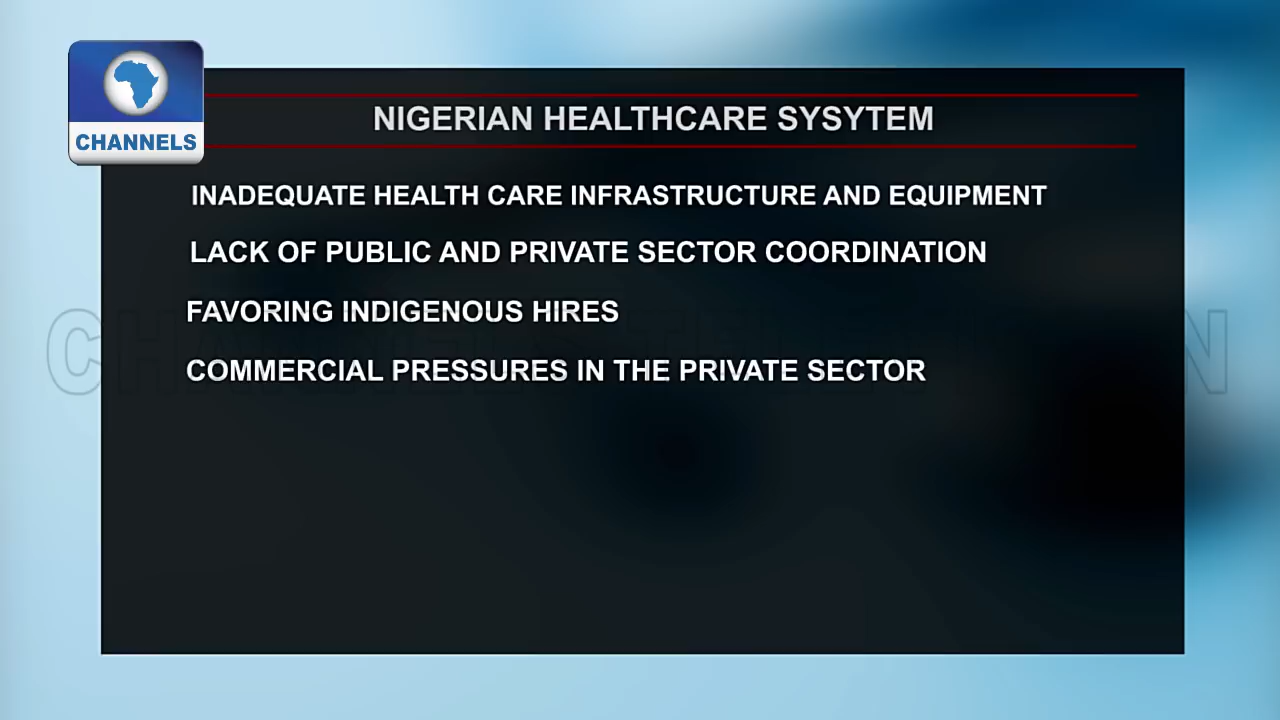 CHANNELS
NIGERIAN HEALTHCARE SYSYTEM
INADEQUATE HEALTH CARE INFRASTRUCTURE AND EQUIPMENT
LACK OF PUBLIC AND PRIVATE SECTOR COORDINATION
FAVORING INDIGENOUS HIRES
COMMERCIAL PRESSURES IN THE PRIVATE SECTOR